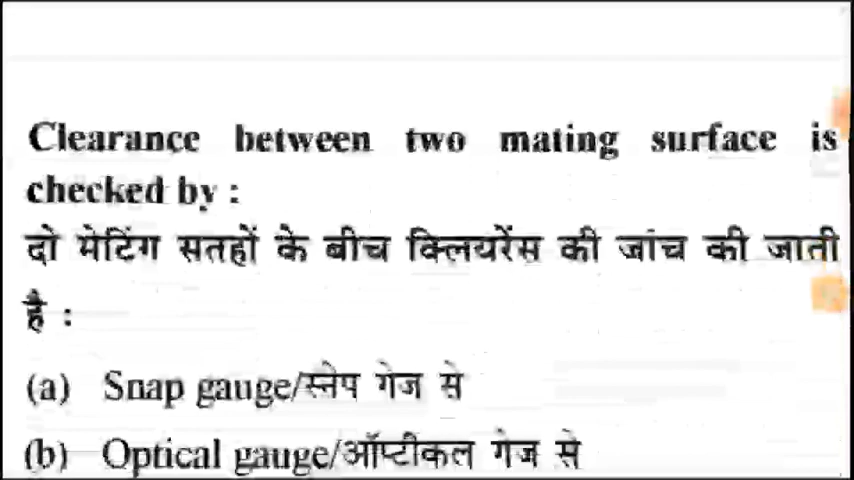 Clearance between two mating surface is
checked by :
दो मेटिंग सतहों के बीच क्लियरेंस की जांच की जाती
है :
(a) Snap gauge/स्नेप गेज से
(b) Optical gauge/ऑप्टीकल गेज से